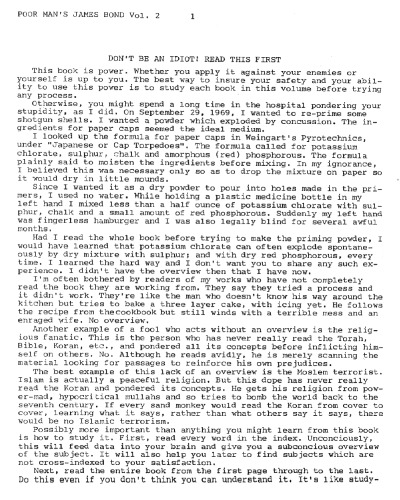 POOR MAN'S JAMES BOND Vol. 2 1
DON'T BE AN IDIOT! READ THIS FIRST
This book is power. Whether you apply it against your enemies or
yourself is up to you. The best way to insure your safety and your abil-
ity to use this power is to study each book in this volume before trying
any process.
Otherwise, you might spend a long time in the hospital pondering your
stupidity, as I did. On September 29, 1969, I wanted to re-prime some
shotgun shells. I wanted a powder which exploded by concussion. The in-
gredients for paper caps seemed the ideal medium.
I looked up the formula for paper caps in Weingart's Pyrotechnics,
under "Japanese or Cap Torpedoes". The formula called for potassium
chlorate, sulphur, chalk and amorphous (red) phosphorous. The formula
plainly said to moisten the ingredients before mixing. In my ignorance,
I believed this was necessary only so as to drop the mixture on paper so
it would dry in little mounds.
Since I wanted it as a dry powder to pour into holes made in the pri-
mers, I used no water. While holding a plastic medicine bottle in my
left hand I mixed less than a half ounce of potassium chlorate with sul-
phur, chalk and a small amount of red phosphorous. Suddenly my left hand
was fingerless hamburger and I was also legally blind for several awful
months.
Had I read the whole book before trying to make the priming powder, I
would have learned that potassium chlorate can often explode spontane-
ously by dry mixture with sulphur; and with dry red phosphorous, every
time. I learned the hard way and I don't want you to share any such ex-
perience. I didn't have the overview then that I have now.
I'm often bothered by readers of my works who have not completely
read the book they are working from. They say they tried a process and
it didn't work. They're like the man who doesn't know his way around the
kitchen but tries to bake a three layer cake, with icing yet. He follows
the recipe from thecookbook but still winds with a terrible mess and an
enraged wife. No overview.
Another example of a fool who acts without an overview is the relig-
ious fanatic. This is the person who has never really read the Torah,
Bible, Koran, etc., and pondered all its concepts before inflicting him-
self on others. No. Although he reads avidly, he is merely scanning the
material looking for passages to reinforce his own prejudices.
The best example of this lack of an overview is the Moslem terrorist.
Islam is actually a peaceful religion. But this dope has never really
read the Koran and pondered its concepts. He gets his religion from pow-
er-mad, hypocritical mullahs and so tries to bomb the world back to the
seventh century. If every sand monkey would read the Koran from cover to
cover, learning what it says, rather than what others say it says, there
would be no Islamic terrorism.
Possibly more important than anything you might learn from this book
is how to study it. First, read every word in the index. Unconciously,
this will feed data into your brain and give you a subconcious overview
of the subject. It will also help you later to find subjects which are
not cross-indexed to your satisfaction.
Next, read the entire book from the first page through to the last.
Do this even if you don't think you can understand it. It's like study-